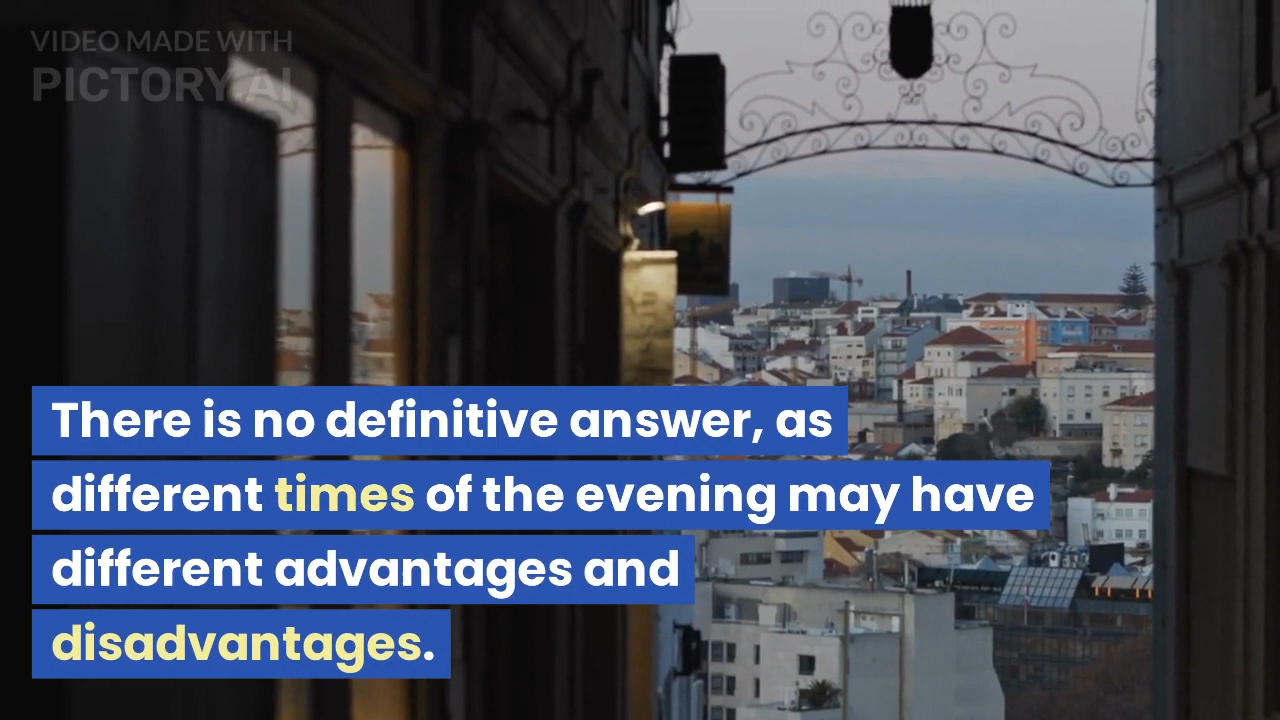 VIDEO MADE WITH
PICTORY.AI
There is no definitive answer, as
different times of the evening may have
different advantages and
disadvantages.